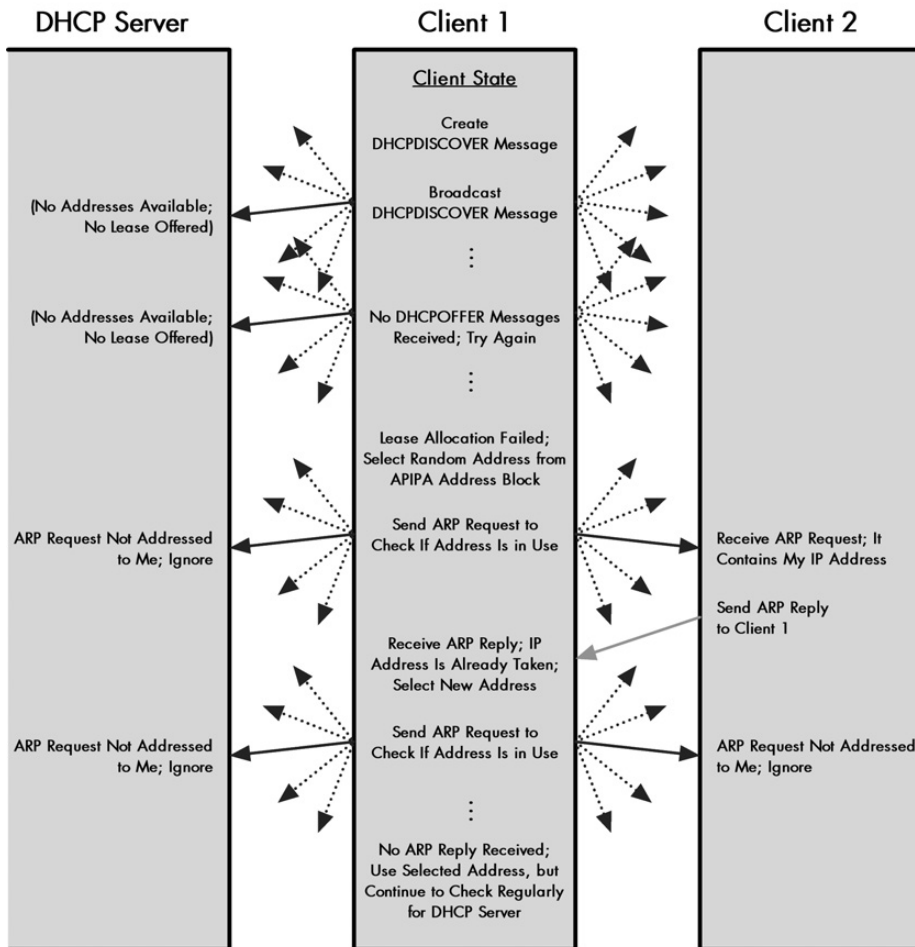 DHCP Server
Client 1
Client 2
Client State
Create
DHCPDISCOVER Message
(No Addresses Available;
No Lease Offered)
Broadcast
DHCPDISCOVER Message
(No Addresses Available;
No Lease Offered)
No DHCPOFFER Messages
Received; Try Again
Lease Allocation Failed;
Select Random Address from
APIPA Address Block
ARP Request Not Addressed
to Me; Ignore
Send ARP Request to
Check If Address Is in Use
Receive ARP Request; It
Contains My IP Address
Send ARP Reply
to Client 1
Receive ARP Reply; IP
Address Is Already Taken;
Select New Address
ARP Request Not Addressed
to Me; Ignore
Send ARP Request to
Check If Address Is in Use
ARP Request Not Addressed
to Me; Ignore
No ARP Reply Received;
Use Selected Address, but
Continue to Check Regularly
for DHCP Server